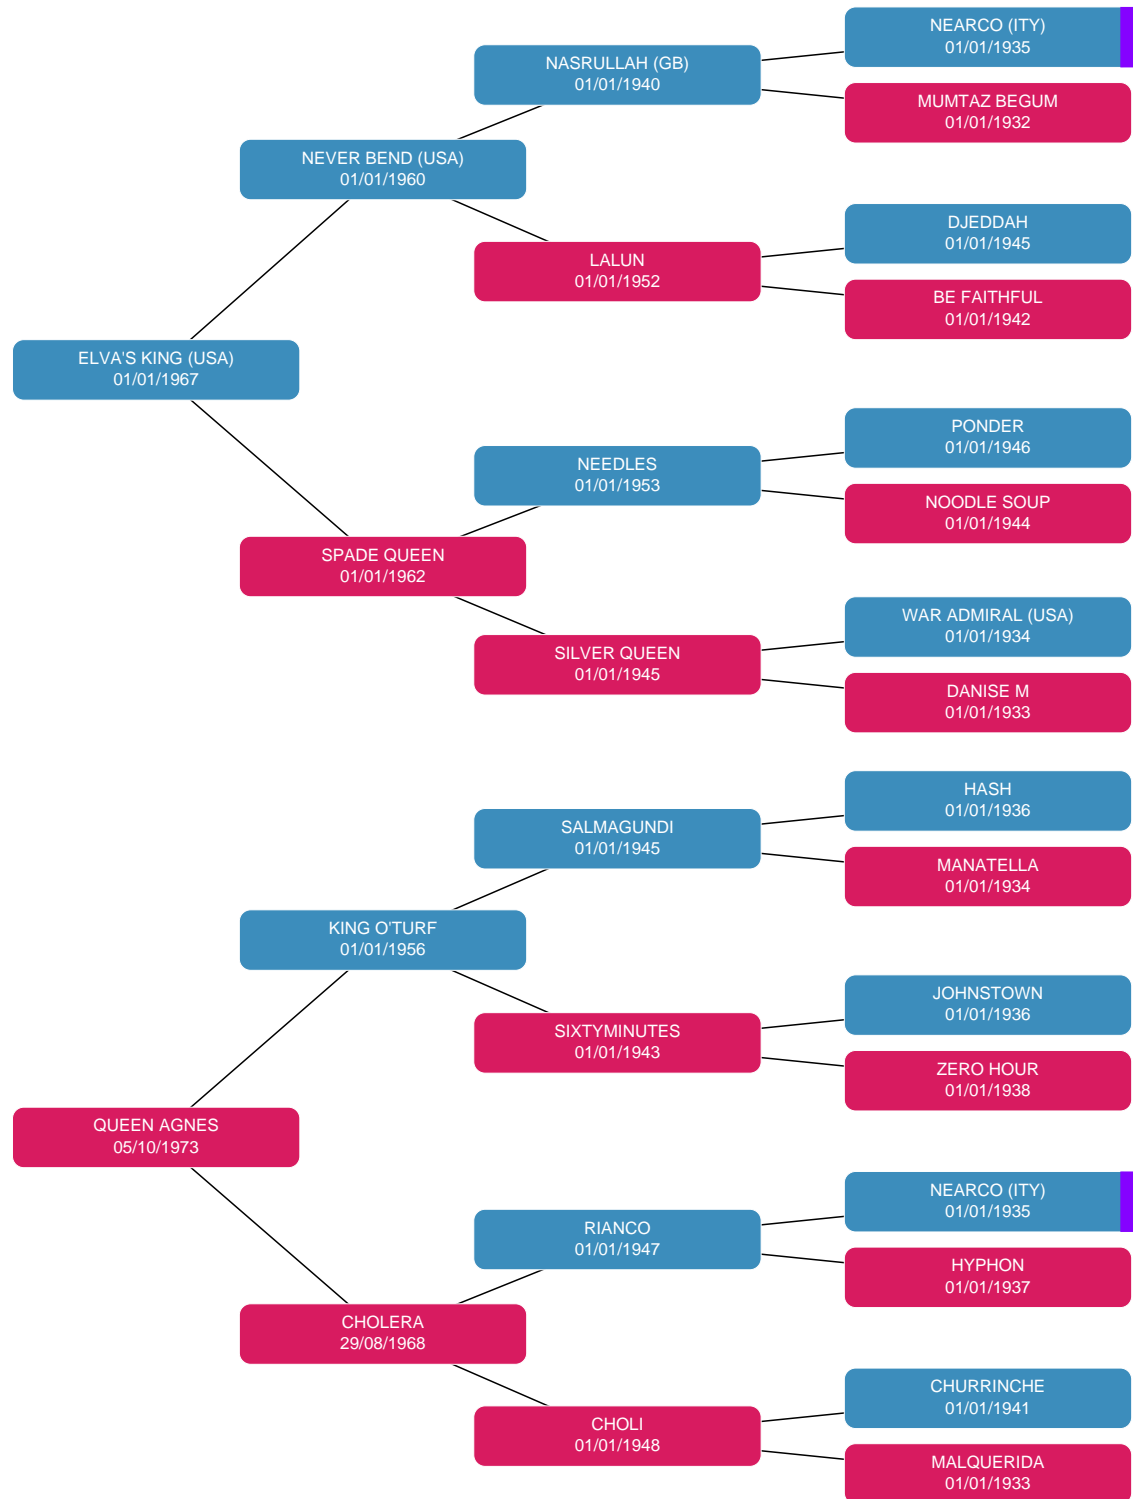 NEARCO (ITY)
01/01/1935
NASRULLAH (GB)
01/01/1940
MUMTAZ BEGUM
01/01/1932
NEVER BEND (USA)
01/01/1960
DJEDDAH
01/01/1945
LALUN
01/01/1952
BE FAITHFUL
01/01/1942
ELVA'S KING (USA)
01/01/1967
PONDER
01/01/1946
NEEDLES
01/01/1953
NOODLE SOUP
01/01/1944
SPADE QUEEN
01/01/1962
WAR ADMIRAL (USA)
01/01/1934
SILVER QUEEN
01/01/1945
DANISE M
01/01/1933
HASH
01/01/1936
SALMAGUNDI
01/01/1945
MANATELLA
01/01/1934
KING O'TURF
01/01/1956
JOHNSTOWN
01/01/1936
SIXTYMINUTES
01/01/1943
ZERO HOUR
01/01/1938
QUEEN AGNES
05/10/1973
NEARCO (ITY)
01/01/1935
RIANCO
01/01/1947
HYPHON
01/01/1937
CHOLERA
29/08/1968
CHURRINCHE
01/01/1941
CHOLI
01/01/1948
MALQUERIDA
01/01/1933